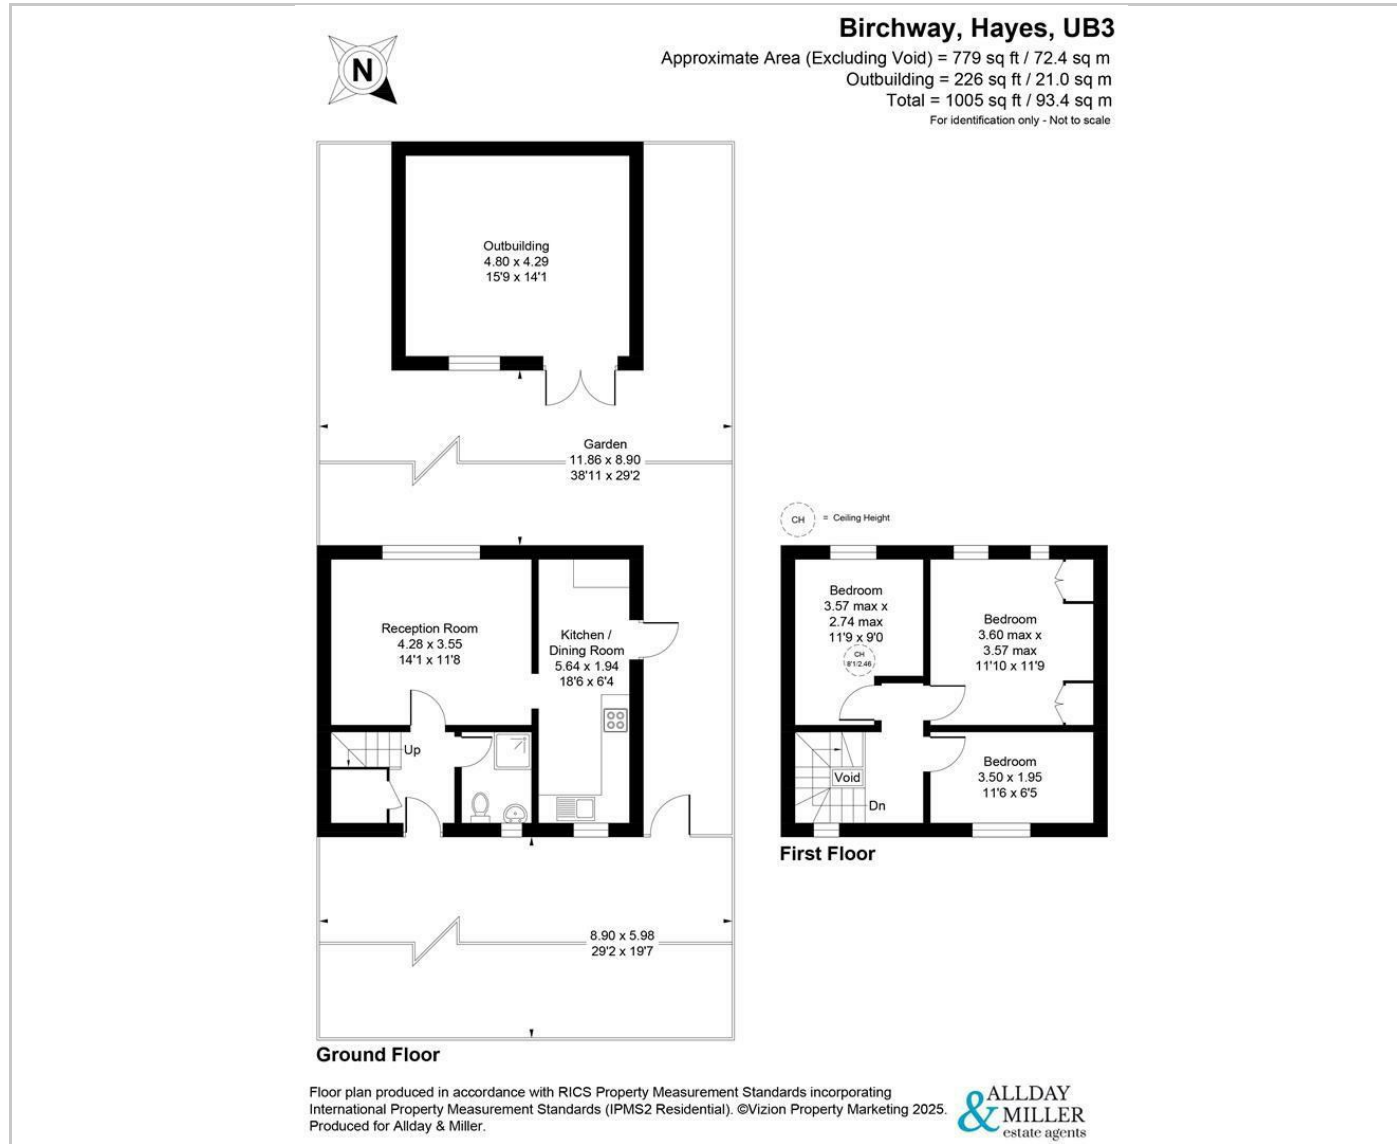 Birchway, Hayes, UB3
Approximate Area (Excluding Void) = 779 sq ft / 72.4 sq m
Outbuilding = 226 sq ft / 21.0 sq m
Total = 1005 sq ft / 93.4 sq m
For identification only - Not to scale
N
Outbuilding
4.80 x 4.29
15'9 x 14'1
Garden
11.86 x 8.90
38'11 x 29'2
Reception Room
4.28 x 3.55
14'1 x 11'8
Kitchen /
Dining Room
5.64 x 1.94
18'6 x 6'4
Up
8.90 x 5.98
29'2 x 19'7
Ground Floor
CH = Ceiling Height
Bedroom
3.57 max x
2.74 max
11'9 x 9'0
CH
8'1/2.46
Bedroom
3.60 max x
3.57 max
11'10 x 11'9
Bedroom
3.50 x 1.95
11'6 x 6'5
Void
Dn
First Floor
Floor plan produced in accordance with RICS Property Measurement Standards incorporating
International Property Measurement Standards (IPMS2 Residential). ©Vizion Property Marketing 2025.
Produced for Allday & Miller.
ALLDAY
& MILLER
estate agents